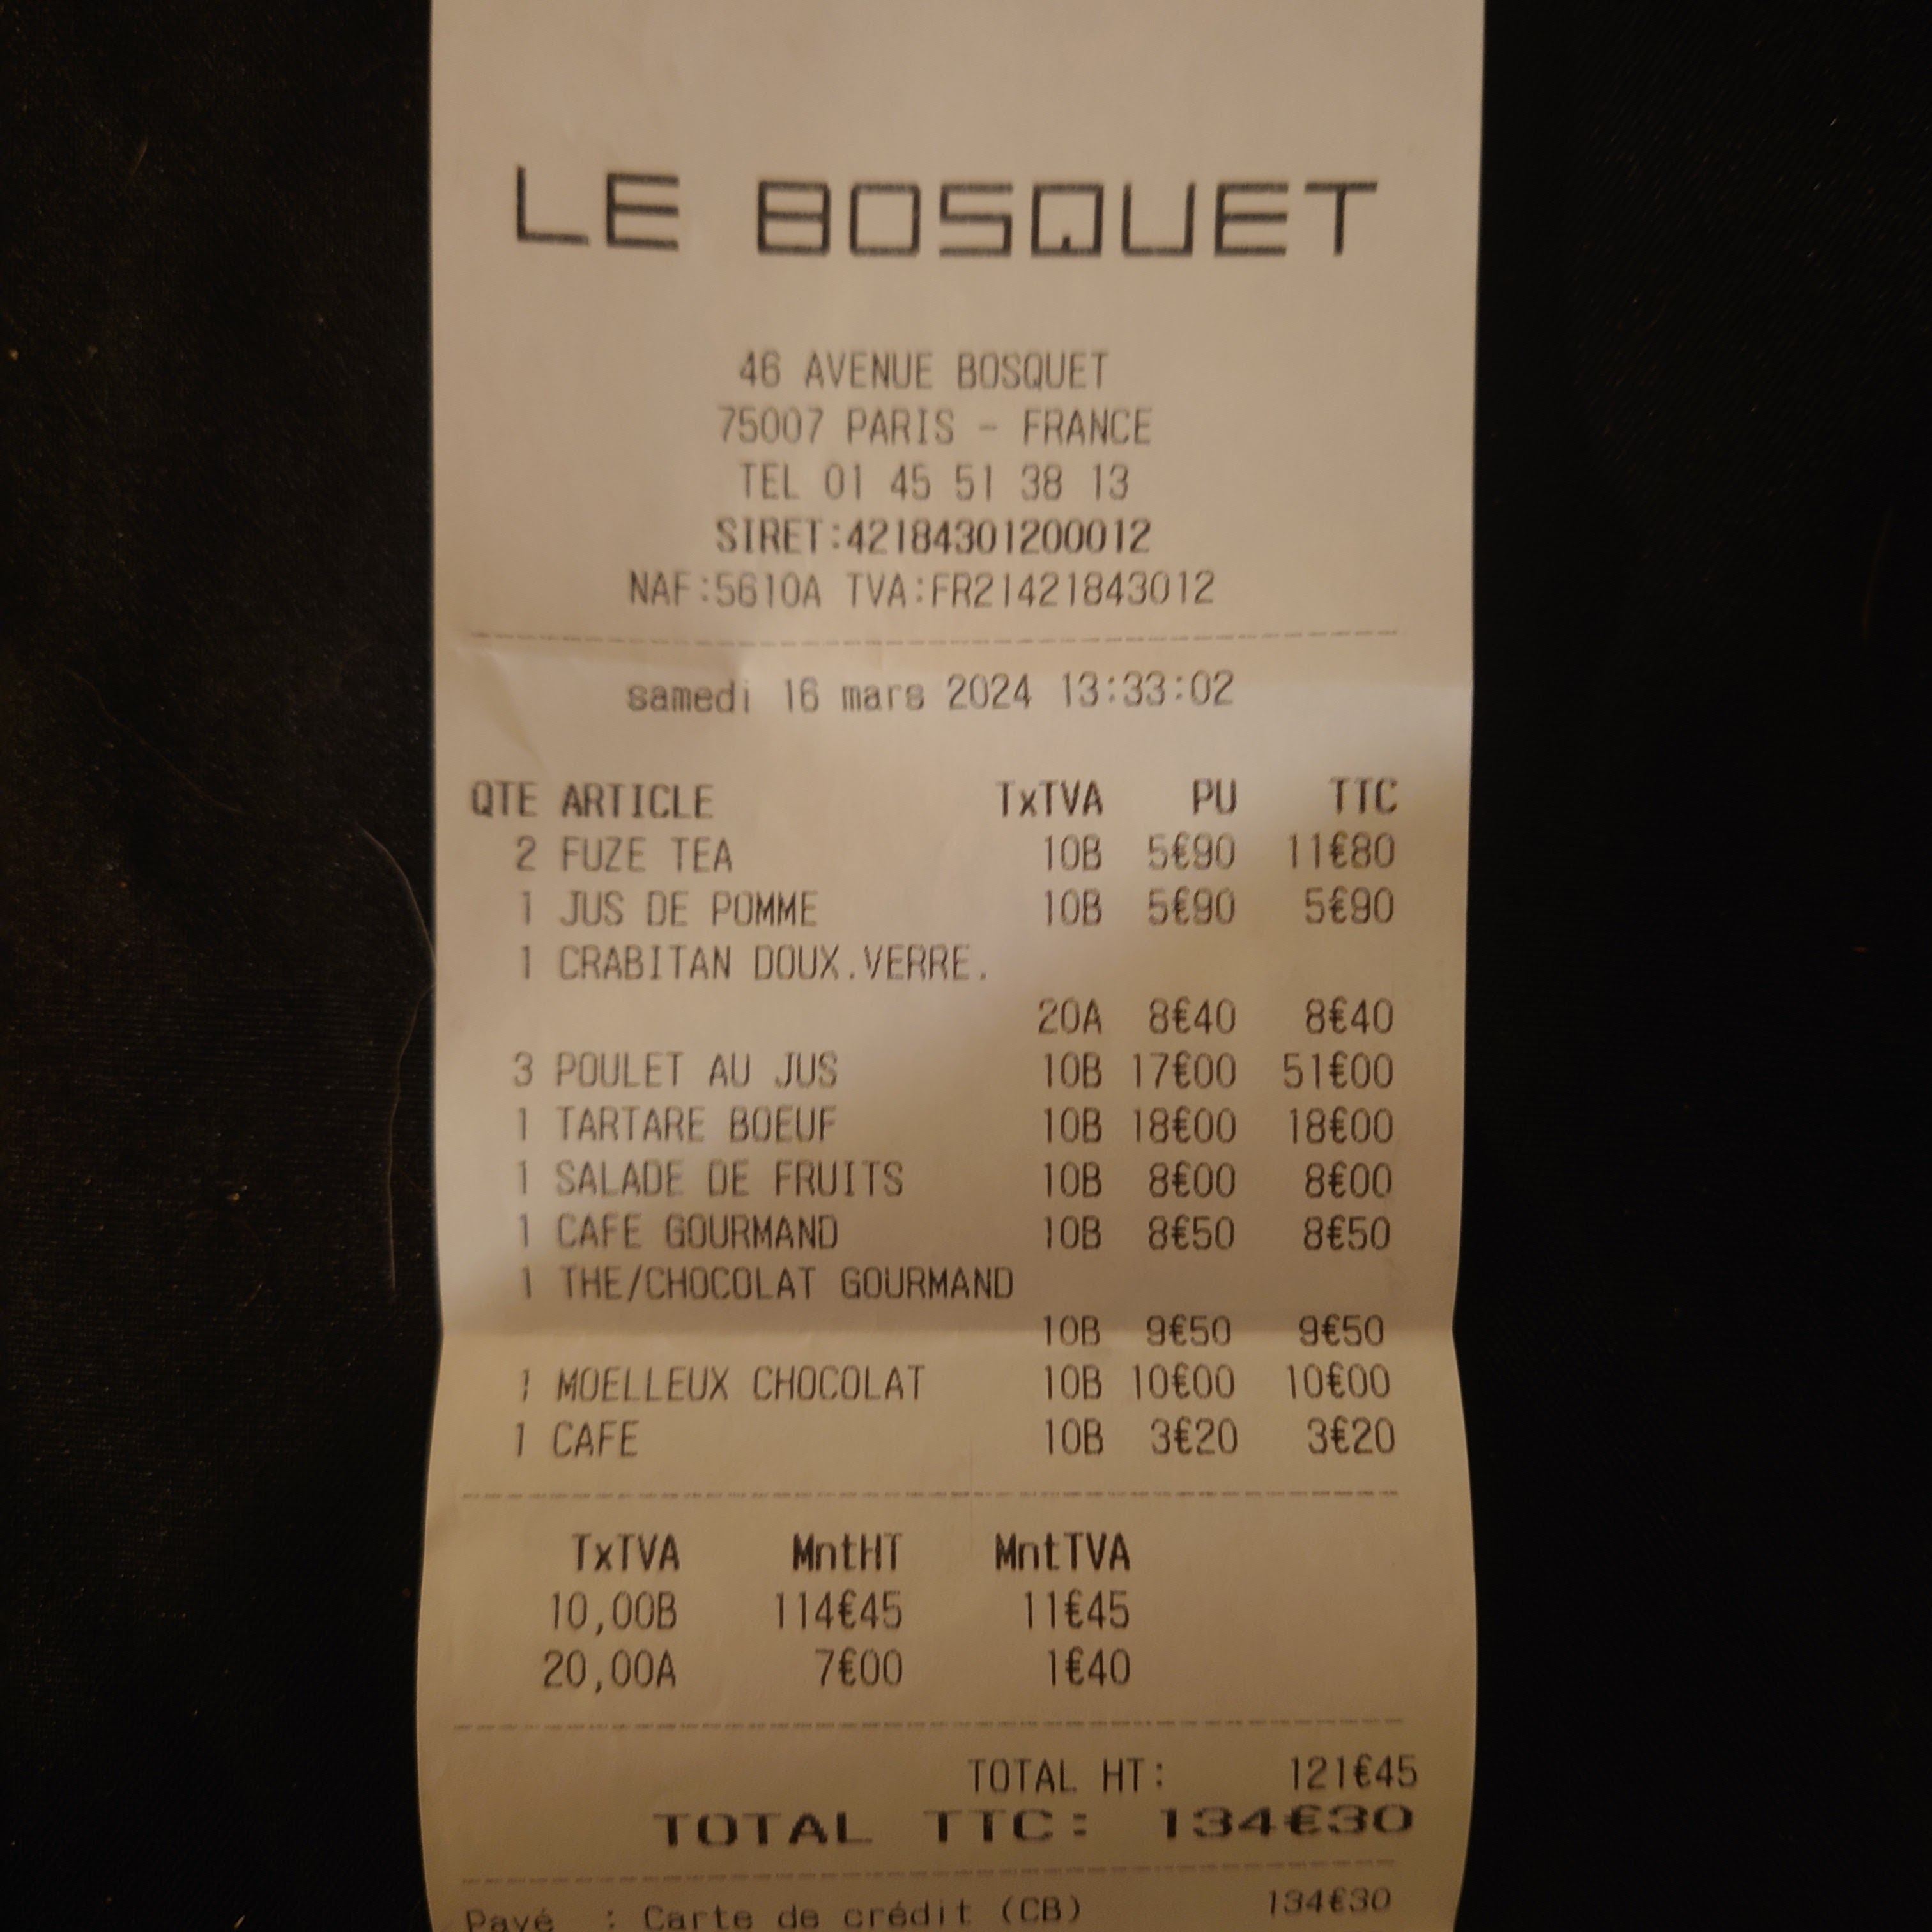 LE BOSQUET
46 AVENUE BOSQUET
75007 PARIS - FRANCE
TEL 01 45 51 38 13
SIRET:42184301200012
NAF:5610A TVA:FR21421843012
samedi 16 mars 2024 13:33:02
QTE ARTICLE TxTVA PU TTC
2 FUZE TEA 10B 5€90 11€80
1 JUS DE POMME 10B 5€90 5€90
1 CRABITAN DOUX.VERRE.
20A 8€40 8€40
3 POULET AU JUS 10B 17€00 51€00
1 TARTARE BOEUF 10B 18€00 18€00
1 SALADE DE FRUITS 10B 8€00 8€00
1 CAFE GOURMAND 10B 8€50 8€50
1 THE/CHOCOLAT GOURMAND
10B 9€50 9€50
1 MOELLEUX CHOCOLAT 10B 10€00 10€00
1 CAFE 10B 3€20 3€20
TxTVA MntHT MntTVA
10,00B 114€45 11€45
20,00A 7€00 1€40
TOTAL HT: 121€45
TOTAL TTC: 134€30
Payé : Carte de crédit (CB) 134€30